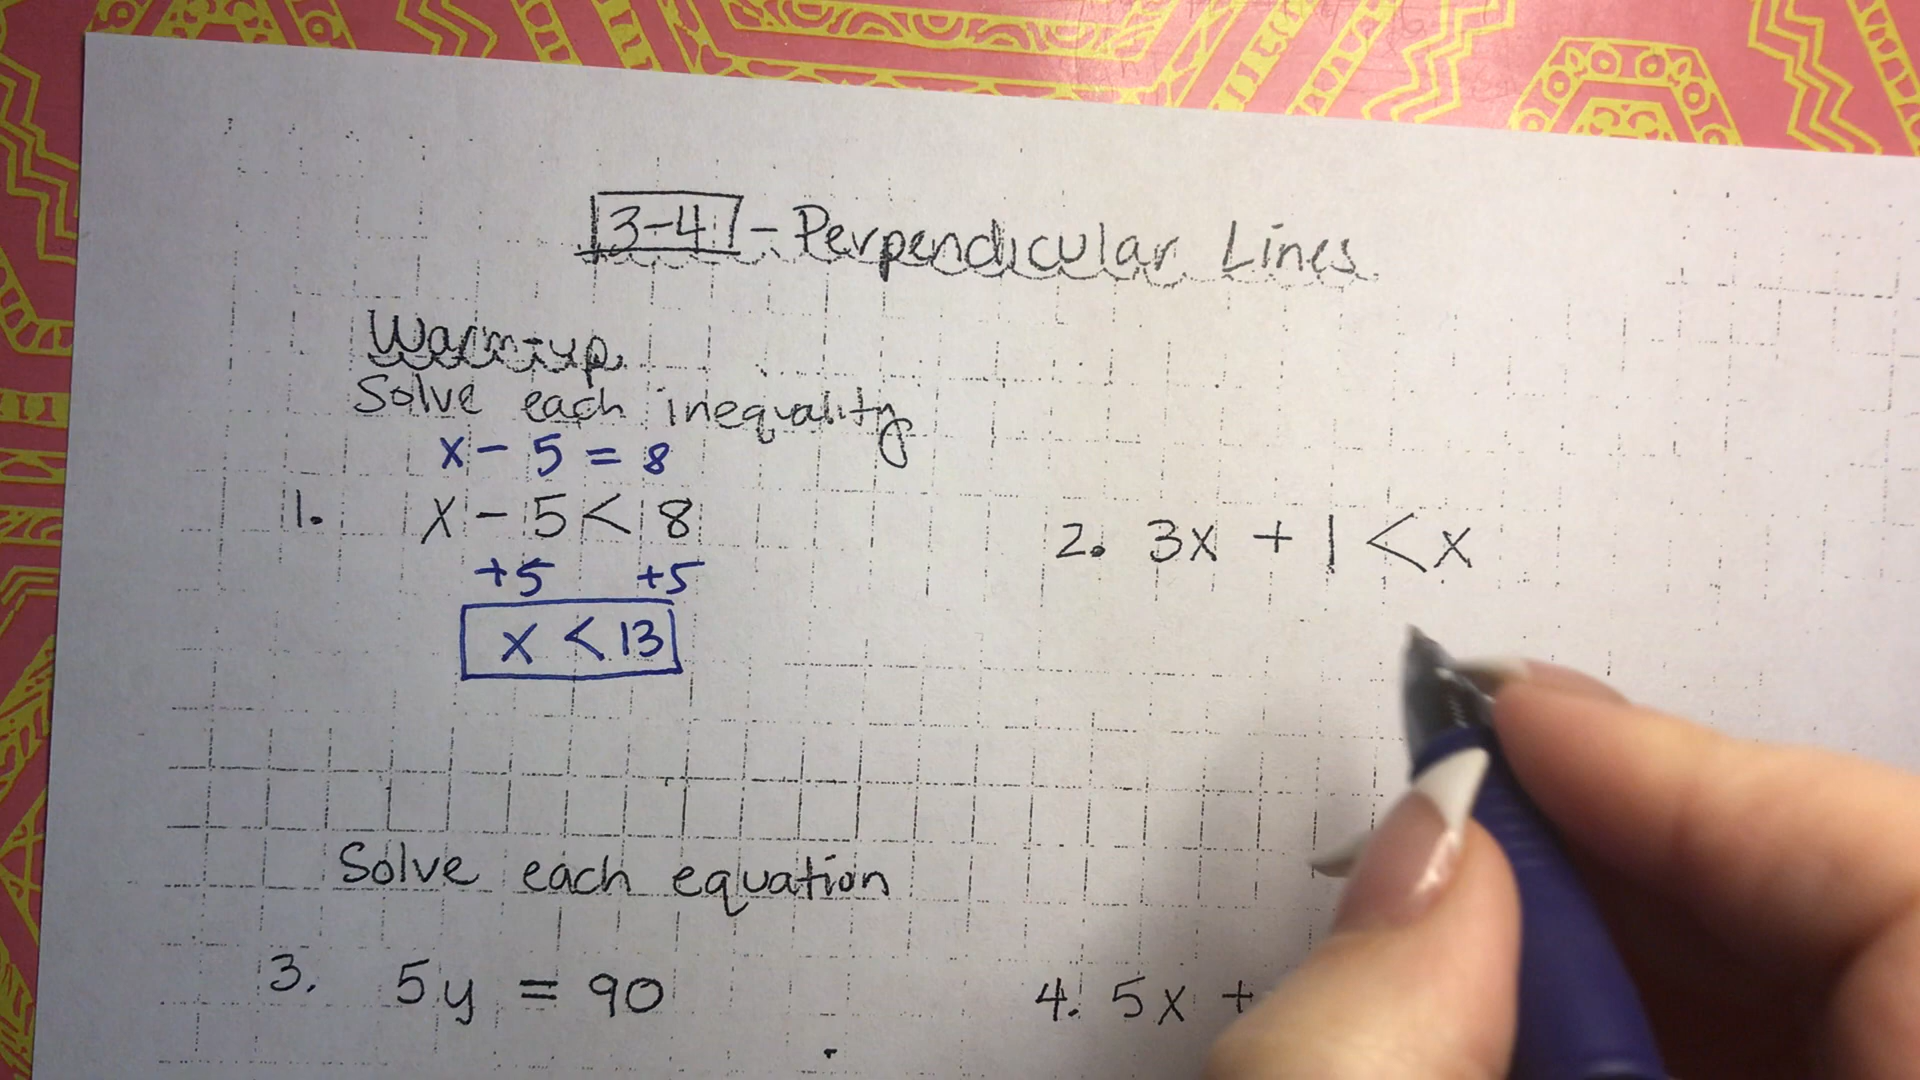 3-4 - Perpendicular Lines
Warm-up
Solve each inequality
x - 5 = 8
1. x - 5 < 8
+5 +5
x < 13
2. 3x + 1 < x
Solve each equation
3. 5y = 90
4. 5x +